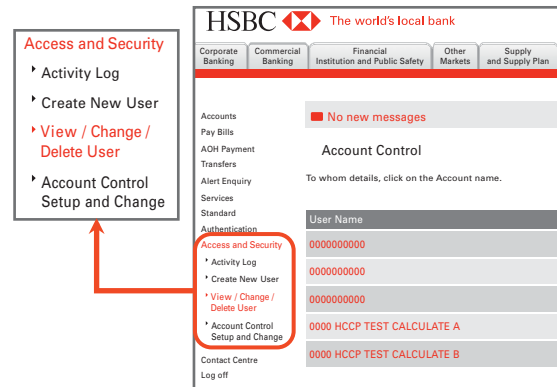 Access and Security
Activity Log
Create New User
View / Change /
Delete User
Account Control
Setup and Change
HSBC The world's local bank
Corporate
Banking
Commercial
Banking
Financial
Institution and Public Safety
Other
Markets
Supply
and Supply Plan
Accounts
Pay Bills
AOH Payment
Transfers
Alert Enquiry
Services
Standard
Authentication
Access and Security
Activity Log
Create New User
View / Change /
Delete User
Account Control
Setup and Change
Contact Centre
Log off
No new messages
Account Control
To whom details, click on the Account name.
User Name
0000000000
0000000000
0000000000
0000 HCCP TEST CALCULATE A
0000 HCCP TEST CALCULATE B